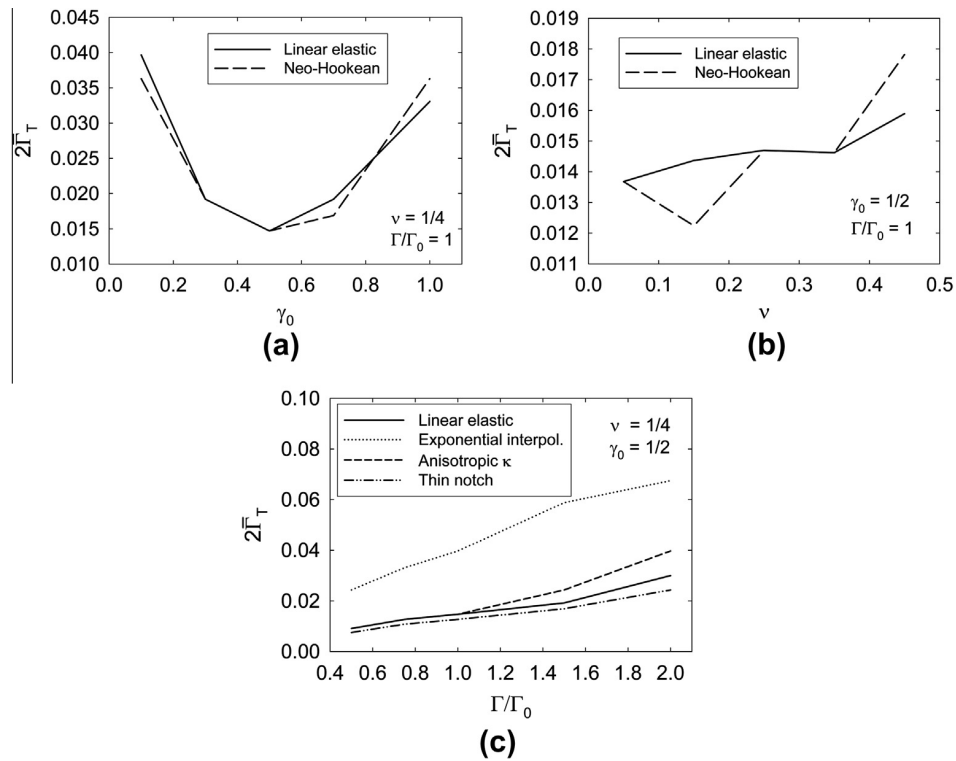 0.045
0.040
0.035
0.030
0.025
0.020
0.015
0.010
2Γ̅_T
Linear elastic
Neo-Hookean
ν = 1/4
Γ/Γ₀ = 1
0.0 0.2 0.4 0.6 0.8 1.0
γ₀
(a)
0.019
0.018
0.017
0.016
0.015
0.014
0.013
0.012
0.011
2Γ̅_T
Linear elastic
Neo-Hookean
γ₀ = 1/2
Γ/Γ₀ = 1
0.0 0.1 0.2 0.3 0.4 0.5
ν
(b)
0.10
0.08
0.06
0.04
0.02
0.00
2Γ̅_T
Linear elastic
Exponential interpol.
Anisotropic κ
Thin notch
ν = 1/4
γ₀ = 1/2
0.4 0.6 0.8 1.0 1.2 1.4 1.6 1.8 2.0
Γ/Γ₀
(c)